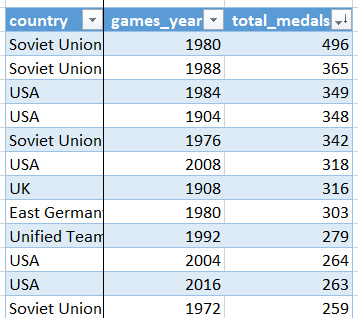 country games_year total_medals
Soviet Union 1980 496
Soviet Union 1988 365
USA 1984 349
USA 1904 348
Soviet Union 1976 342
USA 2008 318
UK 1908 316
East German 1980 303
Unified Team 1992 279
USA 2004 264
USA 2016 263
Soviet Union 1972 259